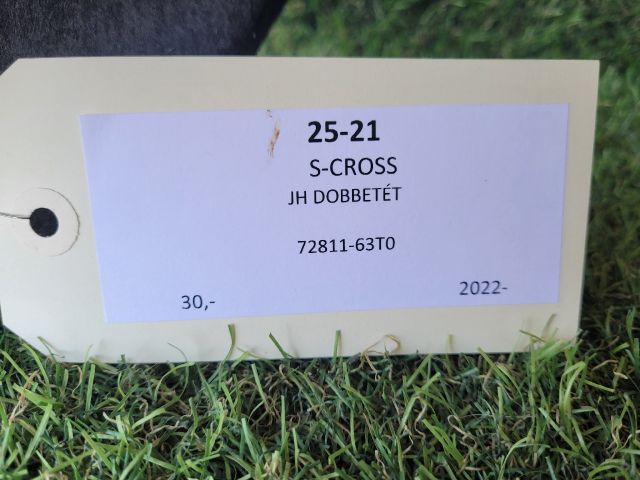 25-21
S-CROSS
JH DOBBETÉT
72811-63T0
30,- 2022-